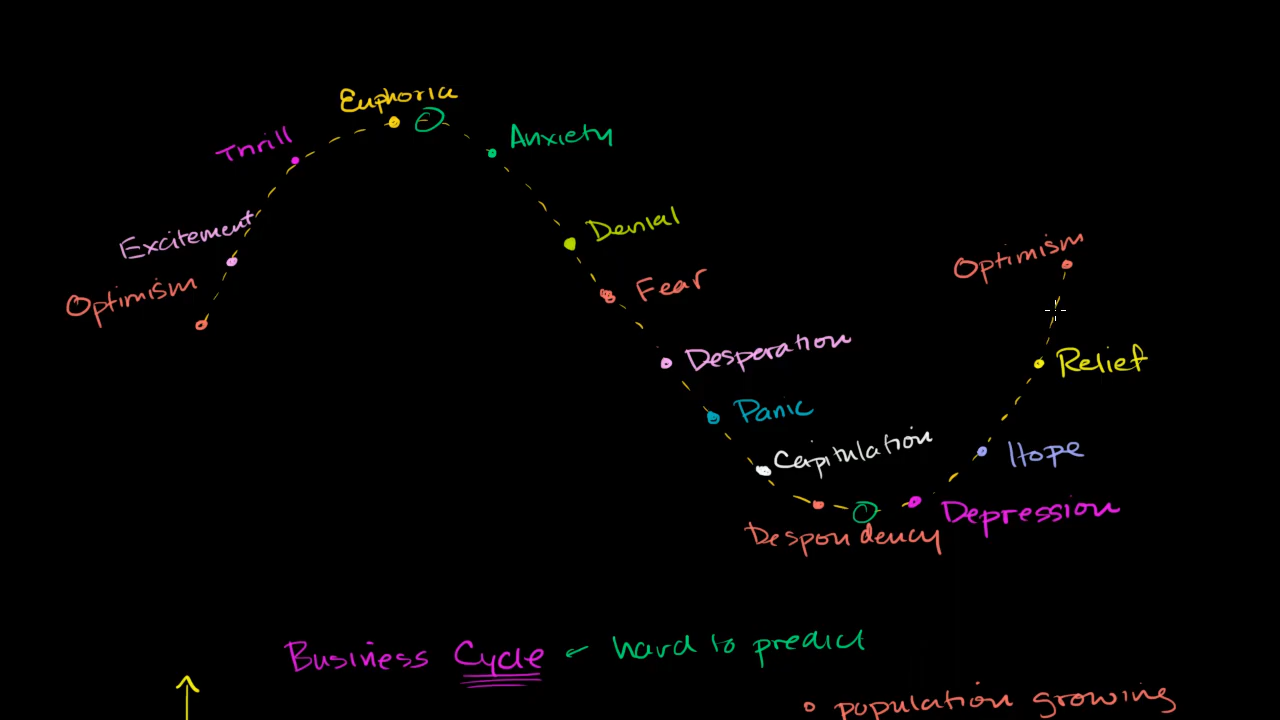 Euphoria
Thrill
Anxiety
Excitement
Denial
Optimism
Fear
Optimism
Desperation
Relief
Panic
Capitulation
Hope
Despondency
Depression
Business Cycle
hard to predict
population growing